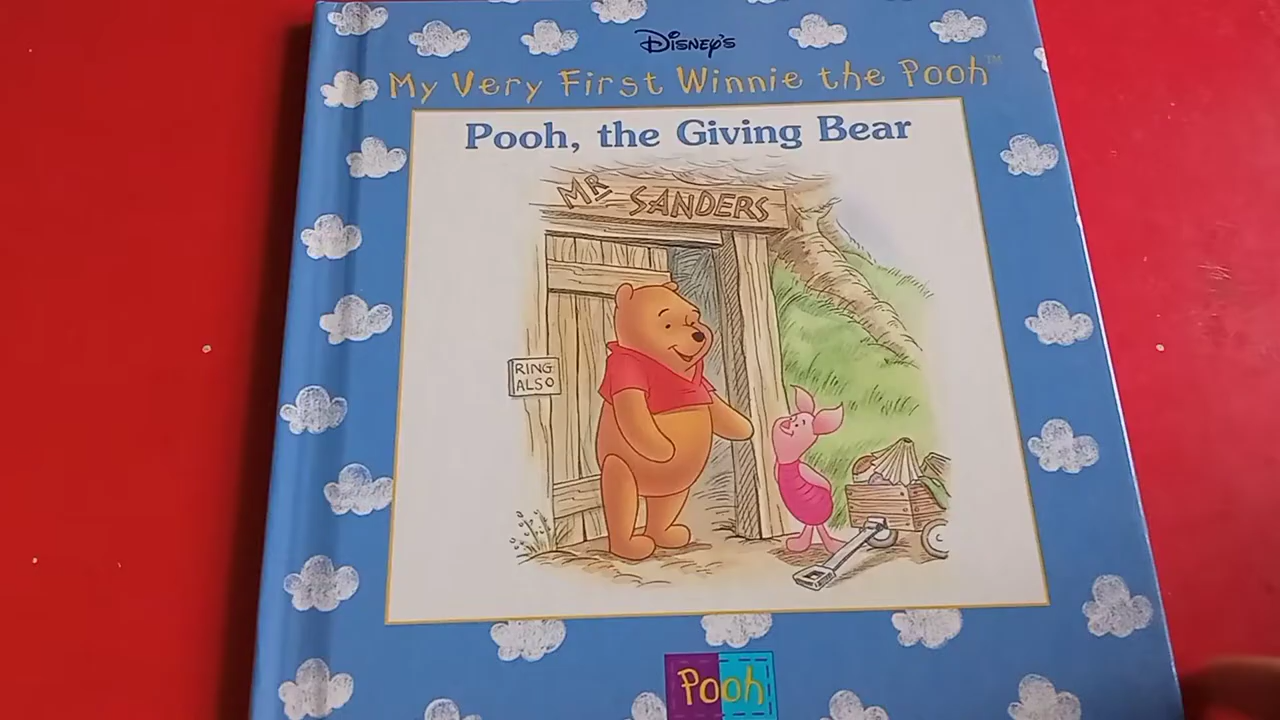 Disney's
My Very First Winnie the Pooh™
Pooh, the Giving Bear
MR SANDERS
RING
ALSO
Pooh